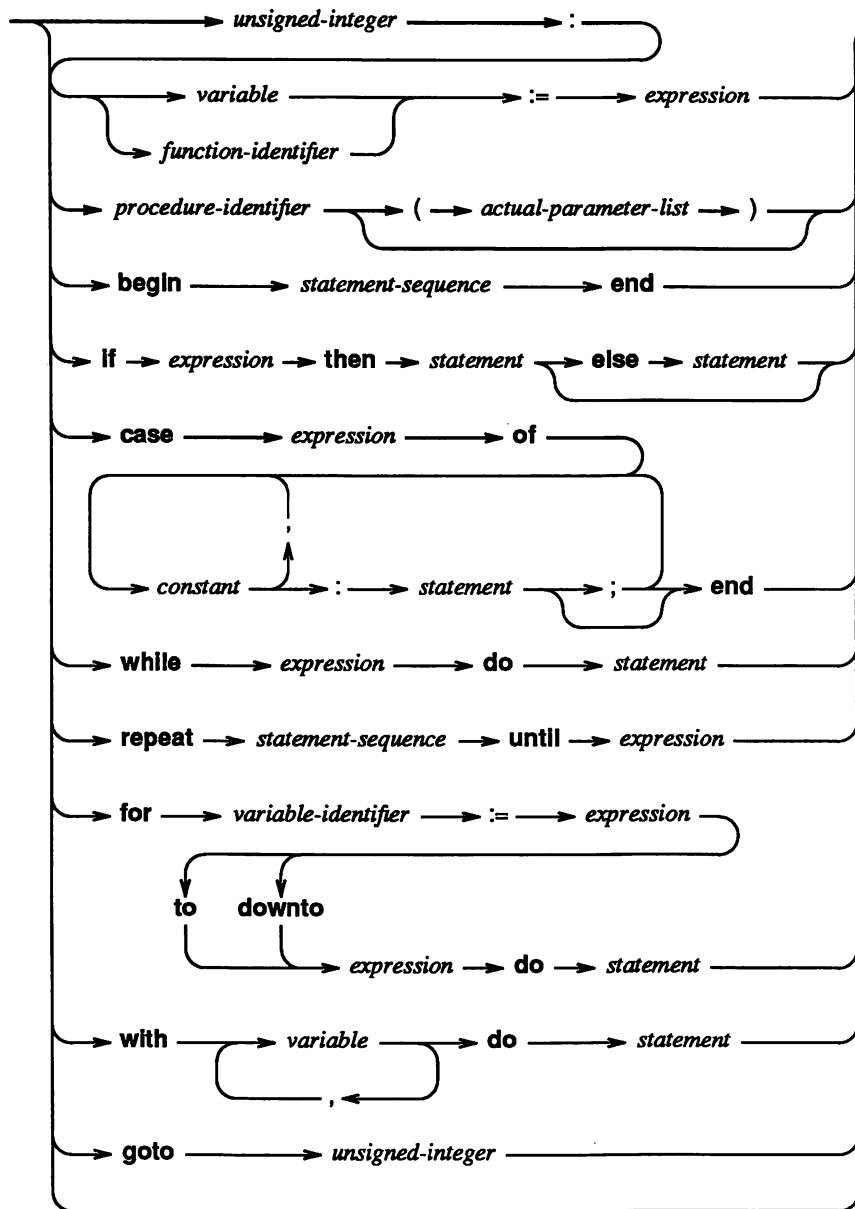 unsigned-integer :
variable := expression
function-identifier
procedure-identifier ( actual-parameter-list )
begin statement-sequence end
if expression then statement else statement
case expression of
,
constant : statement ; end
while expression do statement
repeat statement-sequence until expression
for variable-identifier := expression
to downto
expression do statement
with variable do statement
,
goto unsigned-integer